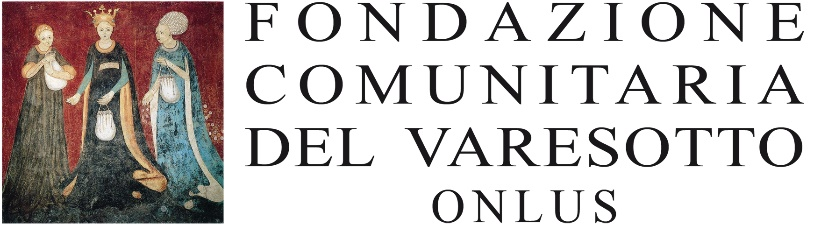 FONDAZIONE
COMUNITARIA
DEL VARESOTTO
ONLUS